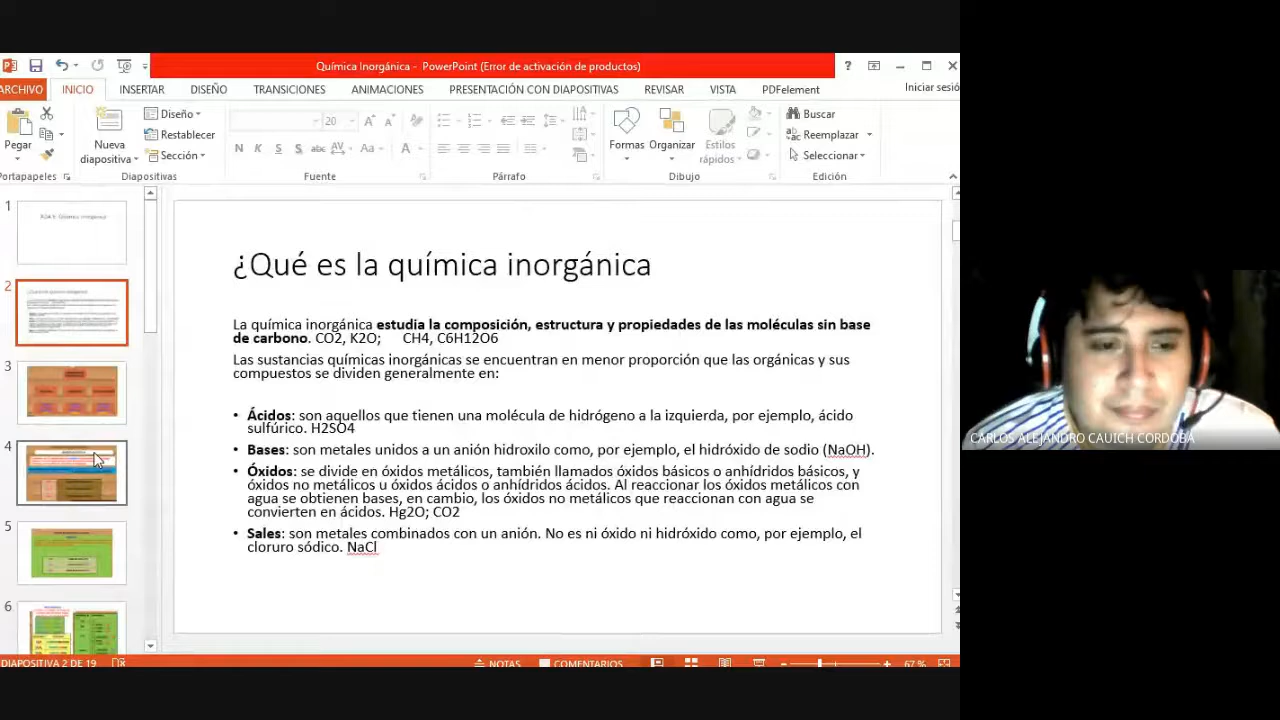 Química Inorgánica - PowerPoint (Error de activación de productos)
ARCHIVO INICIO INSERTAR DISEÑO TRANSICIONES ANIMACIONES PRESENTACIÓN CON DIAPOSITIVAS REVISAR VISTA PDFelement Iniciar sesió
Pegar
Nueva
diapositiva
Diseño
Restablecer
Sección
20
N K S S abc AV Aa A
Formas Organizar Estilos
rápidos
Buscar
Reemplazar
Seleccionar
Portapapeles Diapositivas Fuente Párrafo Dibujo Edición
1
2
3
4
5
6
¿Qué es la química inorgánica
La química inorgánica estudia la composición, estructura y propiedades de las moléculas sin base
de carbono. CO2, K2O; CH4, C6H12O6
Las sustancias químicas inorgánicas se encuentran en menor proporción que las orgánicas y sus
compuestos se dividen generalmente en:
• Ácidos: son aquellos que tienen una molécula de hidrógeno a la izquierda, por ejemplo, ácido
sulfúrico. H2SO4
• Bases: son metales unidos a un anión hidroxilo como, por ejemplo, el hidróxido de sodio (NaOH).
• Óxidos: se divide en óxidos metálicos, también llamados óxidos básicos o anhídridos básicos, y
óxidos no metálicos u óxidos ácidos o anhídridos ácidos. Al reaccionar los óxidos metálicos con
agua se obtienen bases, en cambio, los óxidos no metálicos que reaccionan con agua se
convierten en ácidos. Hg2O; CO2
• Sales: son metales combinados con un anión. No es ni óxido ni hidróxido como, por ejemplo, el
cloruro sódico. NaCl
CARLOS ALEJANDRO CAUICH CORDOBA
DIAPOSITIVA 2 DE 19 NOTAS COMENTARIOS 67 %